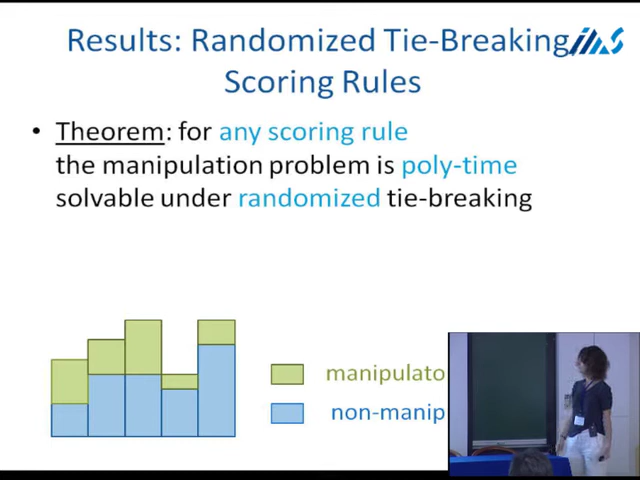 Results: Randomized Tie-Breaking,
Scoring Rules
• Theorem: for any scoring rule
the manipulation problem is poly-time
solvable under randomized tie-breaking
manipulato
non-manip